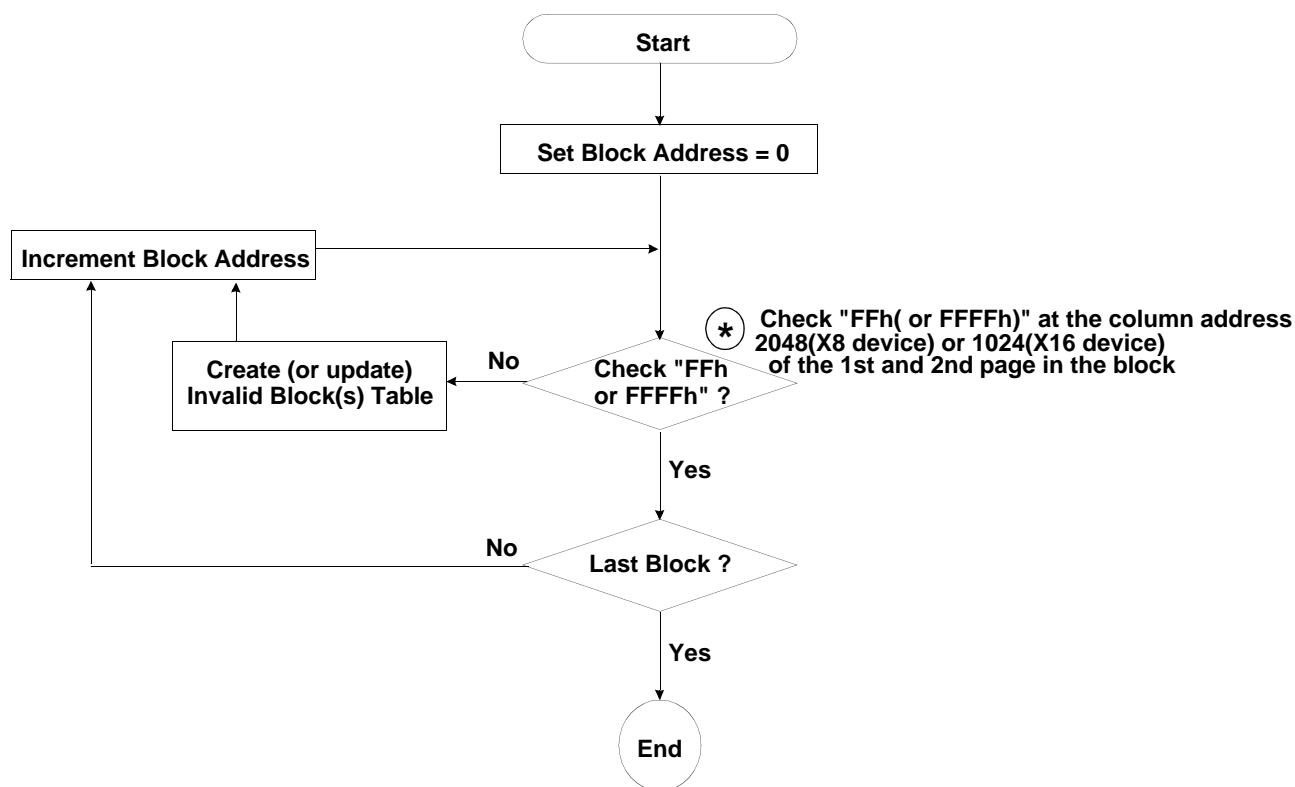 Start
Set Block Address = 0
Increment Block Address
* Check "FFh( or FFFFh)" at the column address
2048(X8 device) or 1024(X16 device)
of the 1st and 2nd page in the block
No
Create (or update)
Invalid Block(s) Table
Check "FFh
or FFFFh" ?
Yes
No
Last Block ?
Yes
End